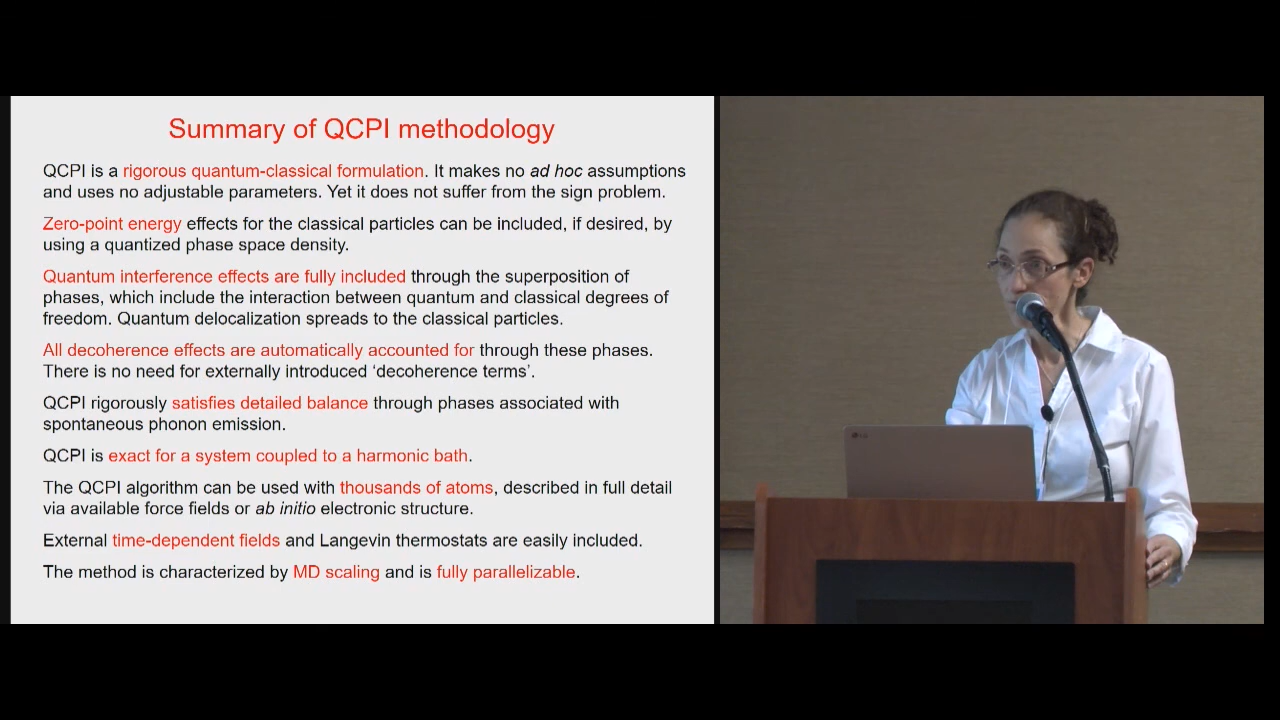 Summary of QCPI methodology
QCPI is a rigorous quantum-classical formulation. It makes no ad hoc assumptions
and uses no adjustable parameters. Yet it does not suffer from the sign problem.
Zero-point energy effects for the classical particles can be included, if desired, by
using a quantized phase space density.
Quantum interference effects are fully included through the superposition of
phases, which include the interaction between quantum and classical degrees of
freedom. Quantum delocalization spreads to the classical particles.
All decoherence effects are automatically accounted for through these phases.
There is no need for externally introduced ‘decoherence terms’.
QCPI rigorously satisfies detailed balance through phases associated with
spontaneous phonon emission.
QCPI is exact for a system coupled to a harmonic bath.
The QCPI algorithm can be used with thousands of atoms, described in full detail
via available force fields or ab initio electronic structure.
External time-dependent fields and Langevin thermostats are easily included.
The method is characterized by MD scaling and is fully parallelizable.
LG